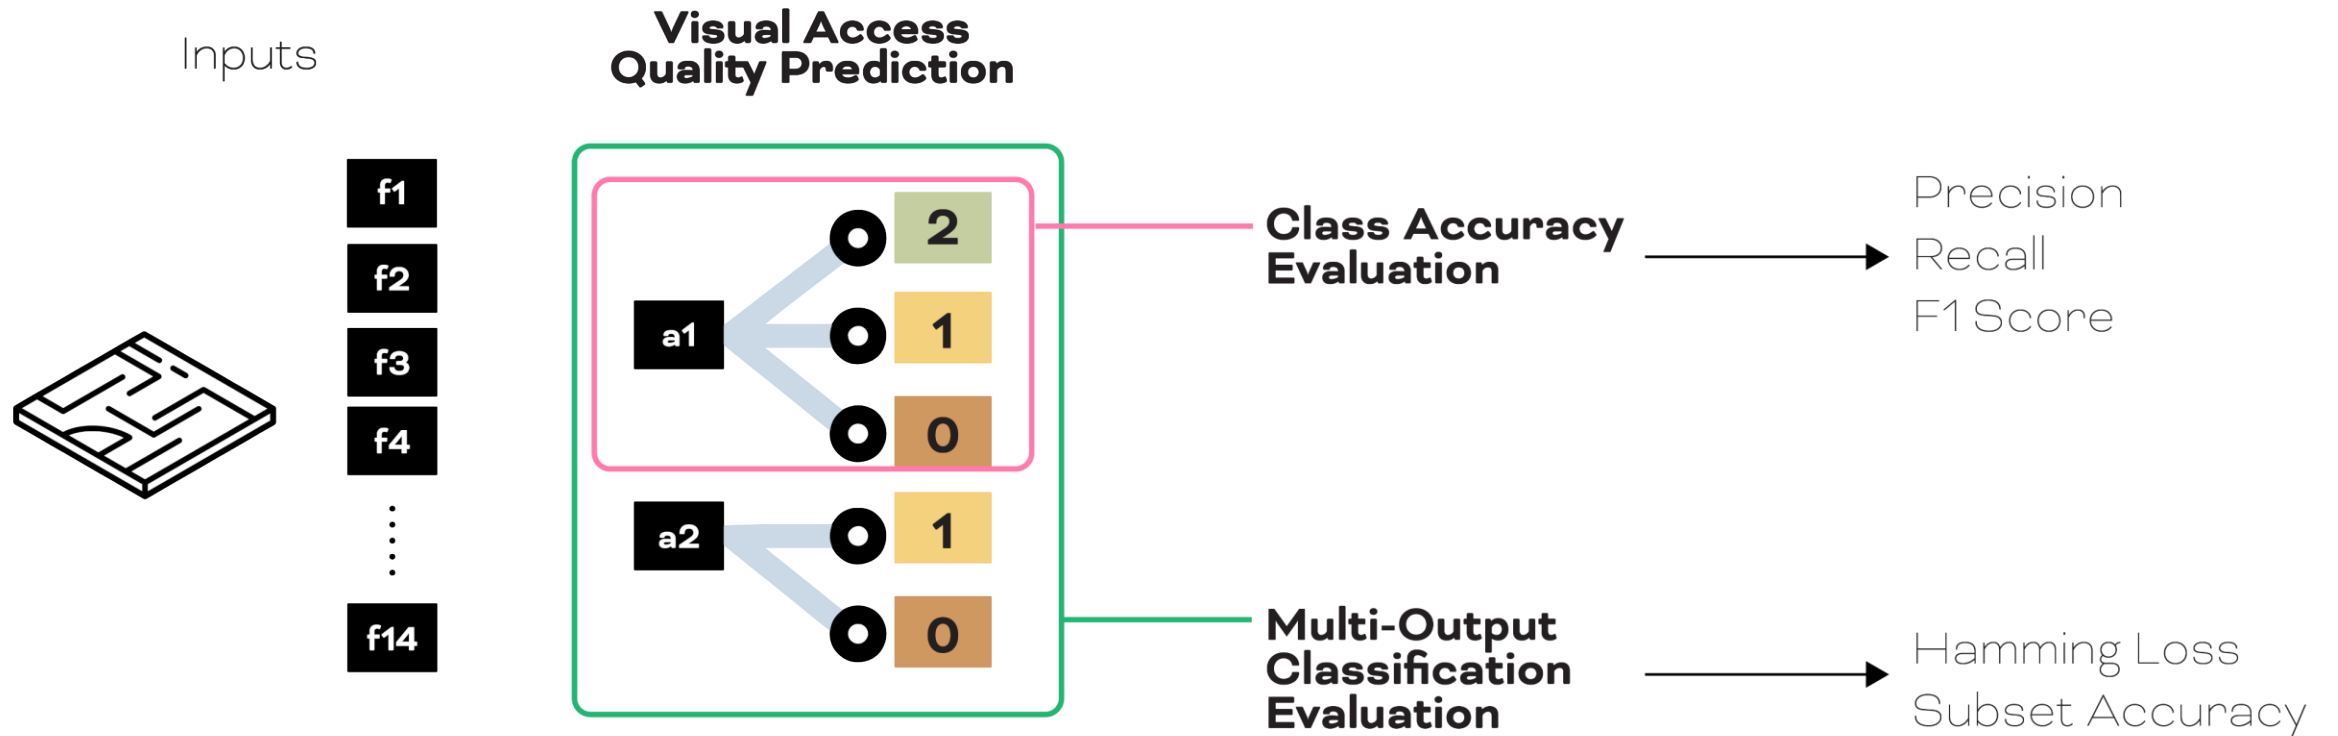 Inputs
Visual Access
Quality Prediction
f1
f2
f3
f4
f14
a1
2
1
0
a2
1
0
Class Accuracy
Evaluation
Precision
Recall
F1 Score
Multi-Output
Classification
Evaluation
Hamming Loss
Subset Accuracy